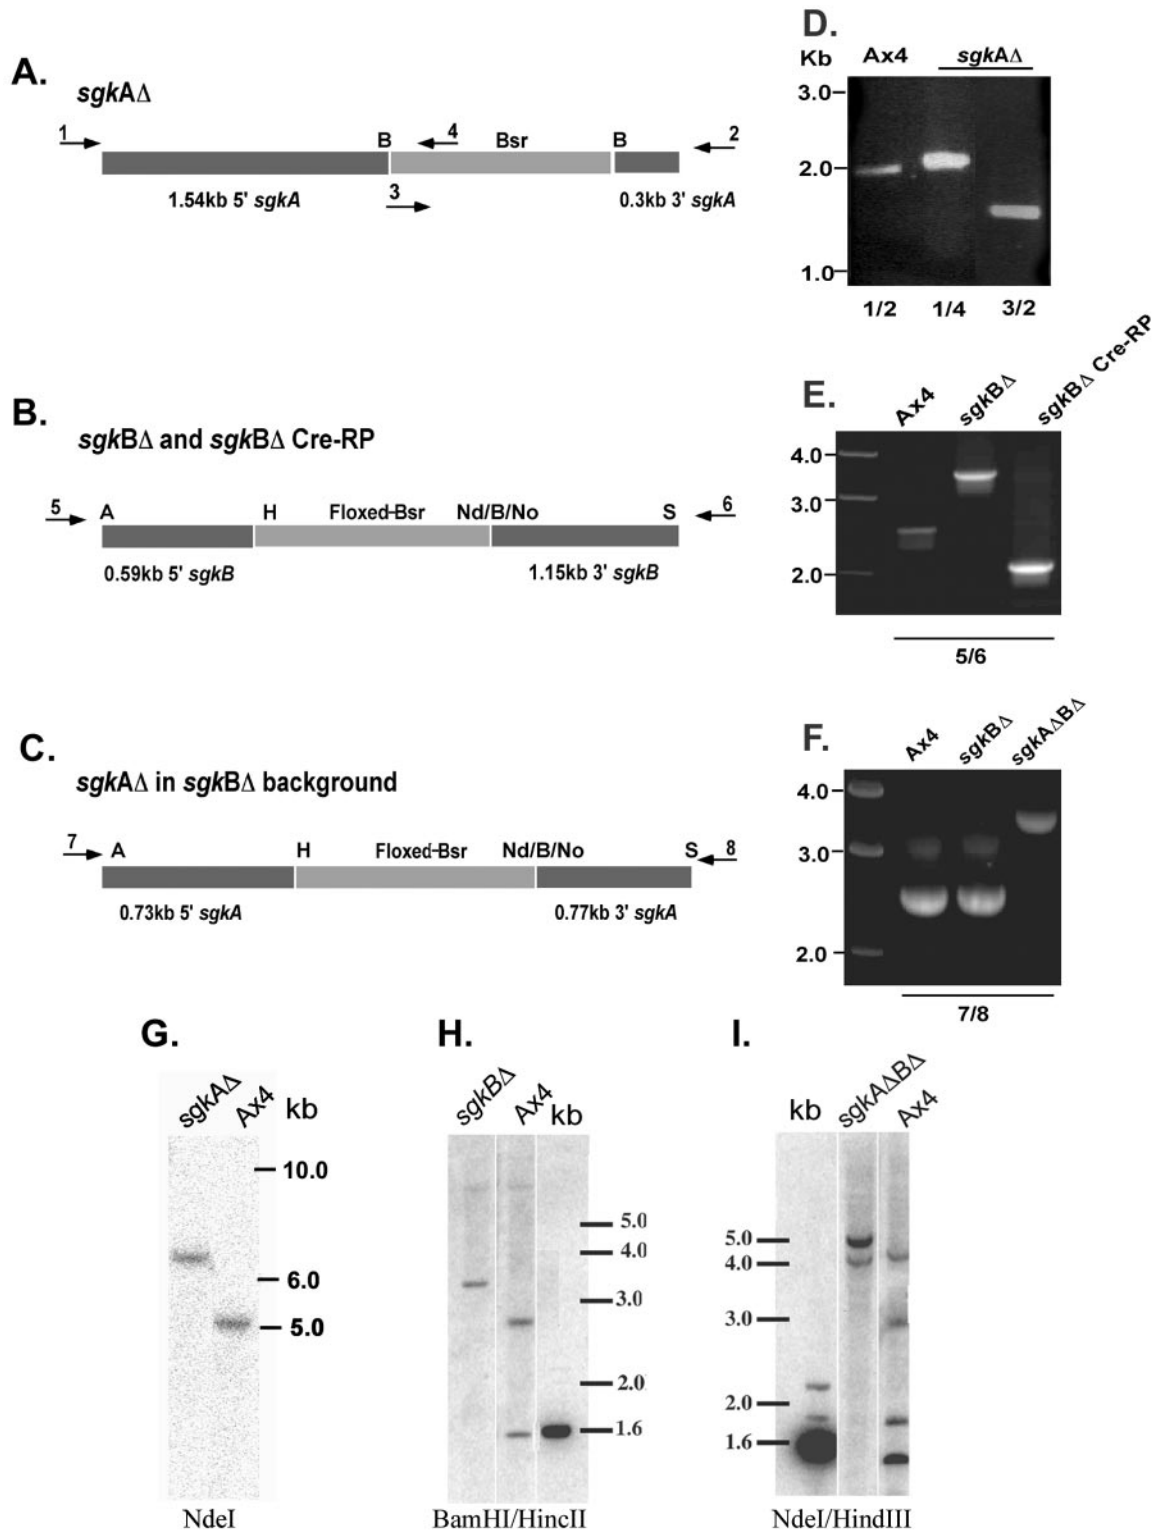 A.
sgkAΔ
1
B
4
Bsr
B
2
1.54kb 5' sgkA
3
0.3kb 3' sgkA
D.
Kb
Ax4
sgkAΔ
3.0
2.0
1.0
1/2
1/4
3/2
B.
sgkBΔ and sgkBΔ Cre-RP
5
A
H
Floxed-Bsr
Nd/B/No
S
6
0.59kb 5' sgkB
1.15kb 3' sgkB
E.
Ax4
sgkBΔ
sgkBΔ Cre-RP
4.0
3.0
2.0
5/6
C.
sgkAΔ in sgkBΔ background
7
A
H
Floxed-Bsr
Nd/B/No
S
8
0.73kb 5' sgkA
0.77kb 3' sgkA
F.
Ax4
sgkBΔ
sgkAΔBΔ
4.0
3.0
2.0
7/8
G.
sgkAΔ
Ax4
kb
10.0
6.0
5.0
NdeI
H.
sgkBΔ
Ax4
kb
5.0
4.0
3.0
2.0
1.6
BamHI/HincII
I.
kb
sgkAΔBΔ
Ax4
5.0
4.0
3.0
2.0
1.6
NdeI/HindIII